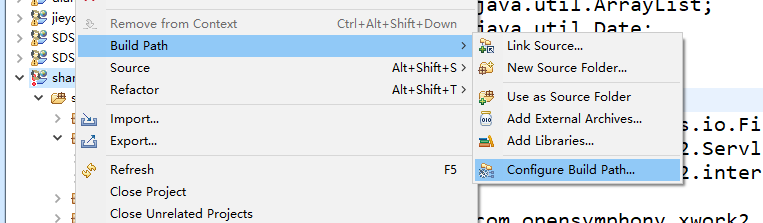 java.util.ArrayList;
java.util.Date;
Remove from Context Ctrl+Alt+Shift+Down
Build Path
Source Alt+Shift+S
Refactor Alt+Shift+T
Import...
Export...
Refresh F5
Close Project
Close Unrelated Projects
Link Source...
New Source Folder...
Use as Source Folder
Add External Archives...
Add Libraries...
Configure Build Path...
jieyc
SDS
SDS
shar
s
s.io.Fi
2.Servl
2.inter
com.opensymphony.xwork2